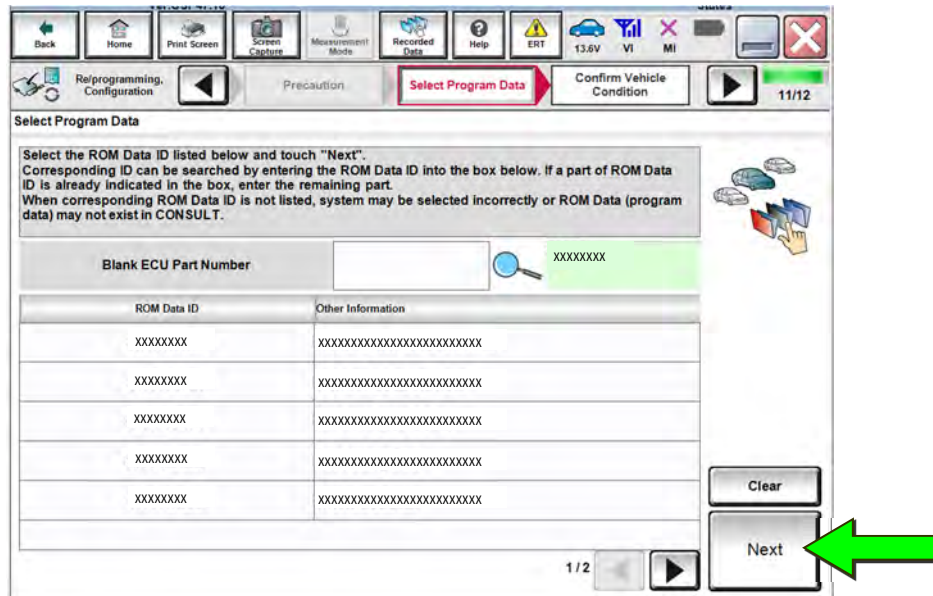 Back
Home
Print Screen
Screen
Capture
Measurement
Mode
Recorded
Data
Help
ERT
13.6V
VI
MI
Re/programming,
Configuration
Precaution
Select Program Data
Confirm Vehicle
Condition
11/12
Select Program Data
Select the ROM Data ID listed below and touch "Next".
Corresponding ID can be searched by entering the ROM Data ID into the box below. If a part of ROM Data
ID is already indicated in the box, enter the remaining part.
When corresponding ROM Data ID is not listed, system may be selected incorrectly or ROM Data (program
data) may not exist in CONSULT.
Blank ECU Part Number
XXXXXXXX
ROM Data ID Other Information
XXXXXXXX XXXXXXXXXXXXXXXXXXXXXXXXXX
XXXXXXXX XXXXXXXXXXXXXXXXXXXXXXXXXX
XXXXXXXX XXXXXXXXXXXXXXXXXXXXXXXXXX
XXXXXXXX XXXXXXXXXXXXXXXXXXXXXXXXXX
XXXXXXXX XXXXXXXXXXXXXXXXXXXXXXXXXX
Clear
Next
1/2